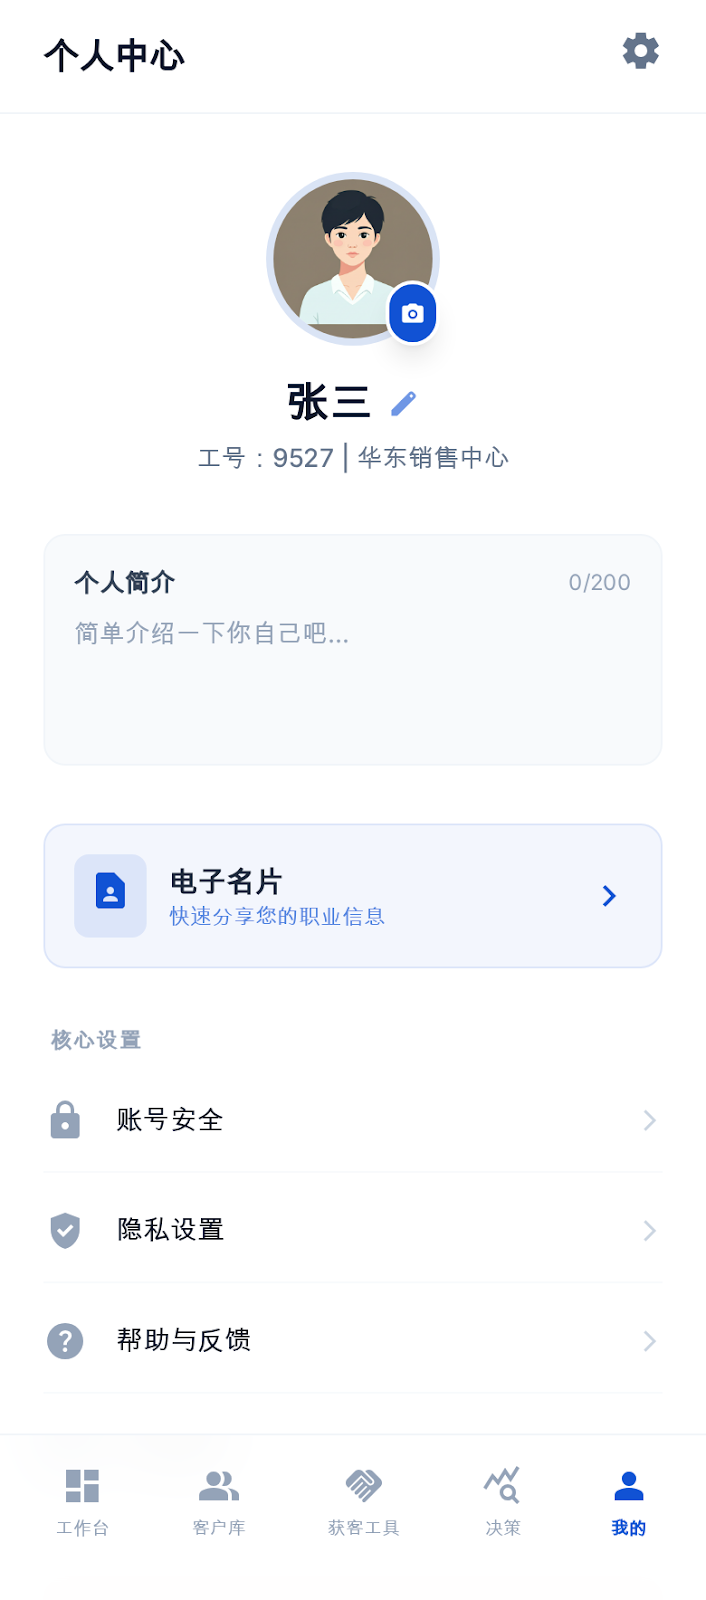 个人中心
张三
工号：9527 | 华东销售中心
个人简介 0/200
简单介绍一下你自己吧...
电子名片
快速分享您的职业信息
核心设置
账号安全
隐私设置
帮助与反馈
工作台 客户库 获客工具 决策 我的